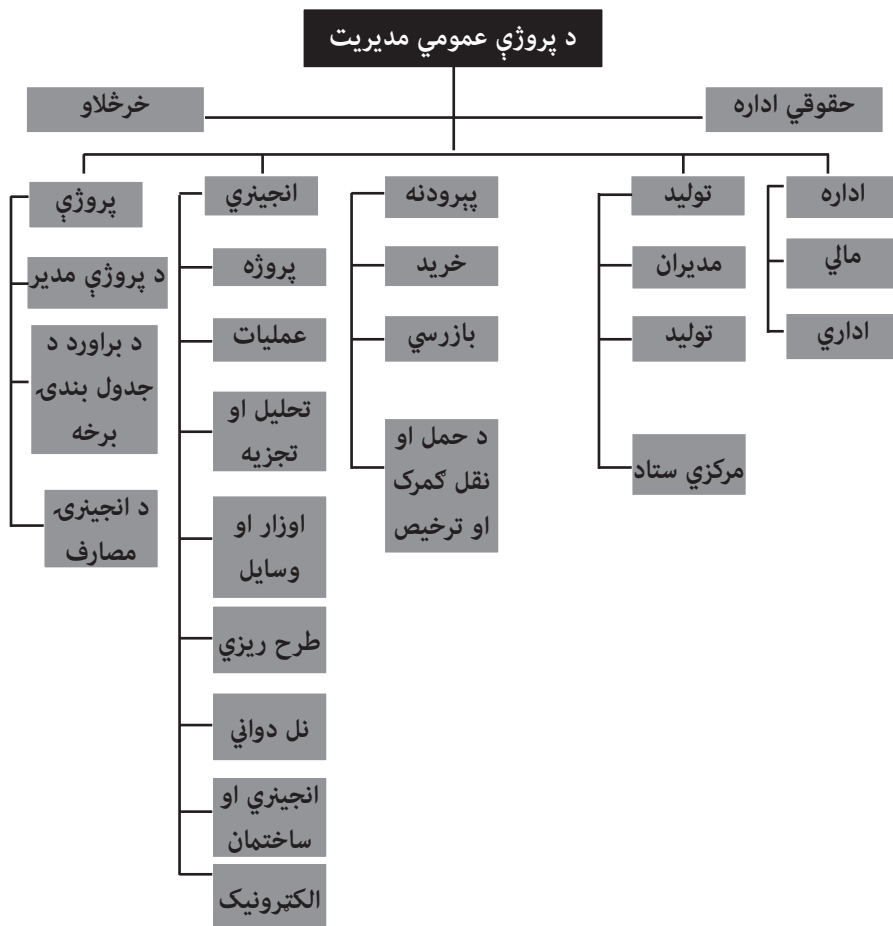 د پروژې عمومي مدیریت
حقوقي اداره
خرڅلاو
اداره
مالي
اداري
تولید
مدیران
تولید
مرکزي ستاد
پېرودنه
خرید
بازرسي
د حمل او
نقل ګمرک
او ترخیص
انجینري
پروژه
عملیات
تحلیل او
تجزیه
اوزار او
وسایل
طرح ریزي
نل دواني
انجینري او
ساختمان
الکټرونیک
پروژې
د پروژې مدیر
د براورد د
جدول بندۍ
برخه
د انجینرۍ
مصارف